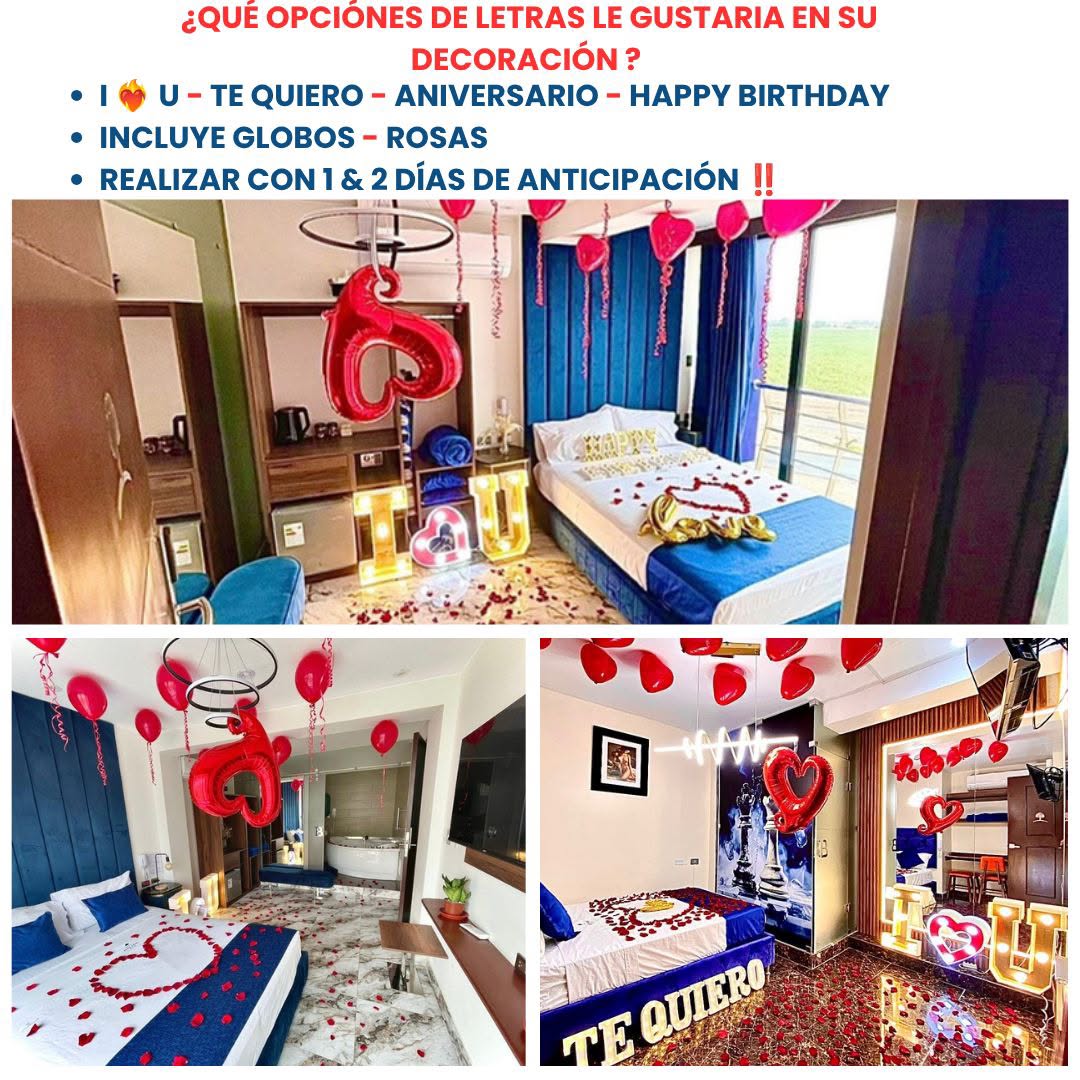 ¿QUÉ OPCIÓNES DE LETRAS LE GUSTARIA EN SU
DECORACIÓN ?
• I ❤️‍🔥 U - TE QUIERO - ANIVERSARIO - HAPPY BIRTHDAY
• INCLUYE GLOBOS - ROSAS
• REALIZAR CON 1 & 2 DÍAS DE ANTICIPACIÓN ‼️
HAPPY
I U
I U
TE QUIERO